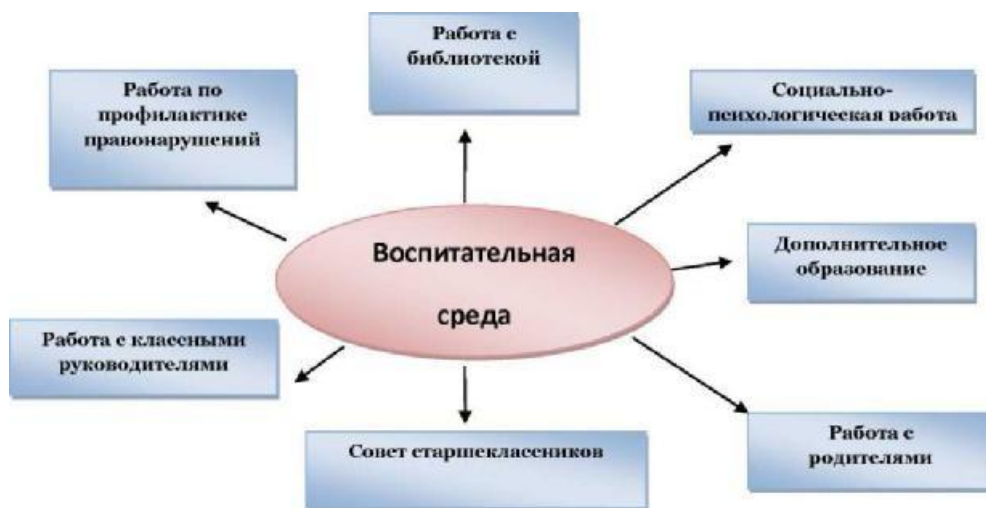 Работа с
библиотекой
Работа по
профилактике
правонарушений
Социально-
психологическая работа
Воспитательная
среда
Дополнительное
образование
Работа с классными
руководителями
Совет старшеклассников
Работа с
родителями